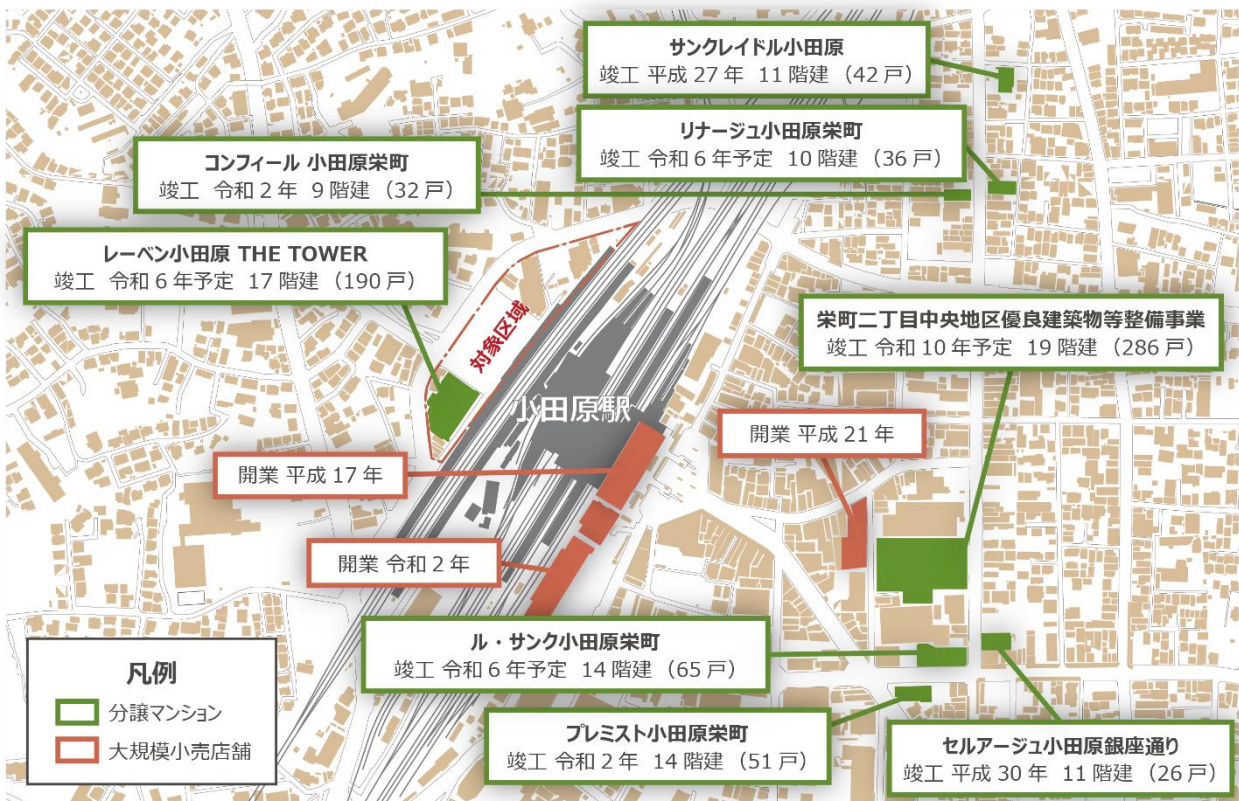 サンクレイドル小田原
竣工 平成 27 年 11 階建 （42 戸）
リナージュ小田原栄町
竣工 令和 6 年予定 10 階建 （36 戸）
コンフィール 小田原栄町
竣工 令和 2 年 9 階建 （32 戸）
レーベン小田原 THE TOWER
竣工 令和 6 年予定 17 階建 （190 戸）
対象区域
栄町二丁目中央地区優良建築物等整備事業
竣工 令和 10 年予定 19 階建 （286 戸）
小田原駅
開業 平成 21 年
開業 平成 17 年
開業 令和 2 年
ル・サンク小田原栄町
竣工 令和 6 年予定 14 階建 （65 戸）
プレミスト小田原栄町
竣工 令和 2 年 14 階建 （51 戸）
セルアージュ小田原銀座通り
竣工 平成 30 年 11 階建 （26 戸）
凡例
分譲マンション
大規模小売店舗